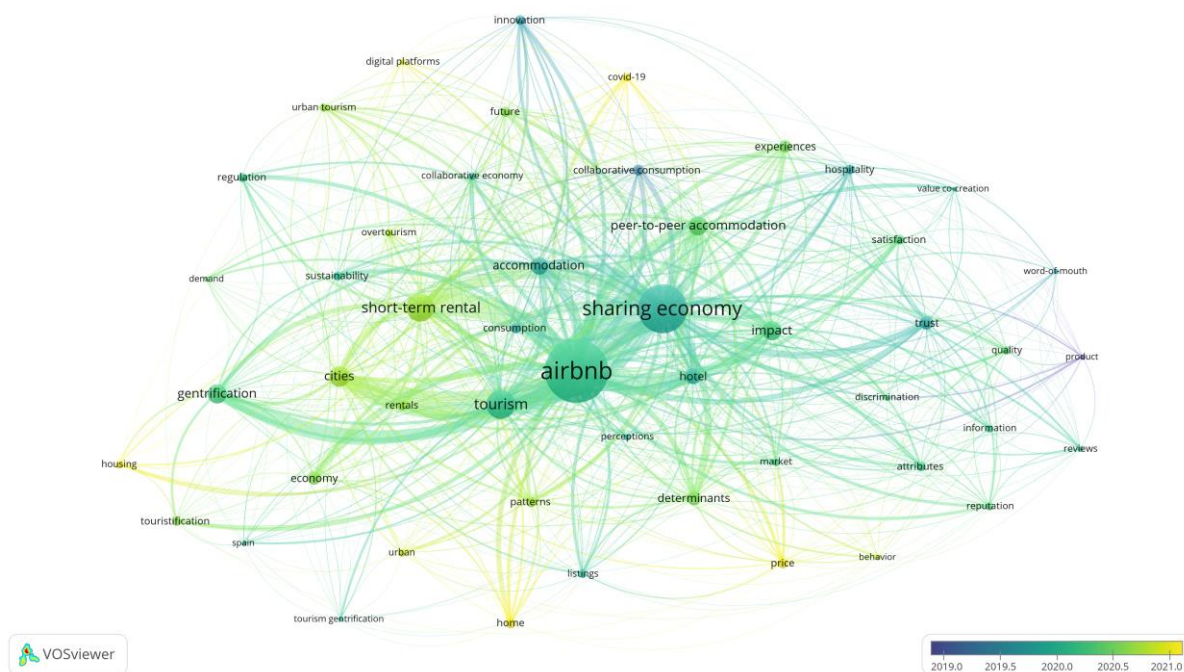 innovation
digital platforms
covid-19
urban tourism
future
experiences
collaborative consumption
hospitality
regulation
collaborative economy
value co-creation
peer-to-peer accommodation
overtourism
satisfaction
accommodation
word-of-mouth
demand
sustainability
short-term rental
sharing economy
consumption
impact
trust
quality
product
airbnb
hotel
cities
gentrification
rentals
tourism
discrimination
information
perceptions
reviews
housing
market
attributes
economy
patterns
determinants
reputation
touristification
spain
urban
behavior
price
listings
tourism gentrification
home
VOSviewer
2019.0 2019.5 2020.0 2020.5 2021.0